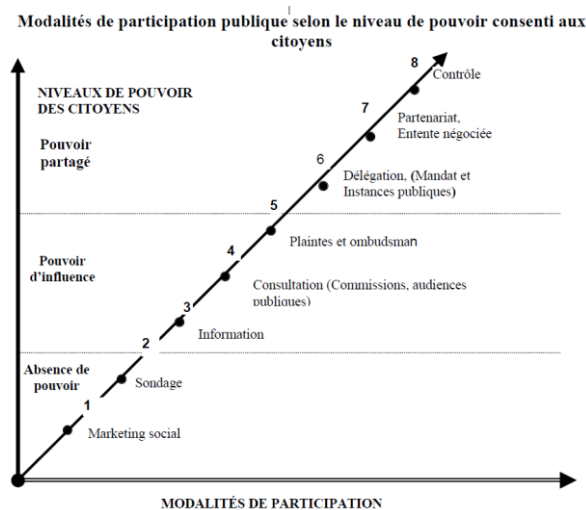 Modalités de participation publique selon le niveau de pouvoir consenti aux
citoyens
NIVEAUX DE POUVOIR
DES CITOYENS
8
Contrôle
7
Partenariat,
Entente négociée
Pouvoir
partagé
6
Délégation, (Mandat et
Instances publiques)
5
Plaintes et ombudsman
Pouvoir
d'influence
4
Consultation (Commissions, audiences
publiques)
3
Information
2
Absence de
pouvoir
Sondage
1
Marketing social
MODALITÉS DE PARTICIPATION